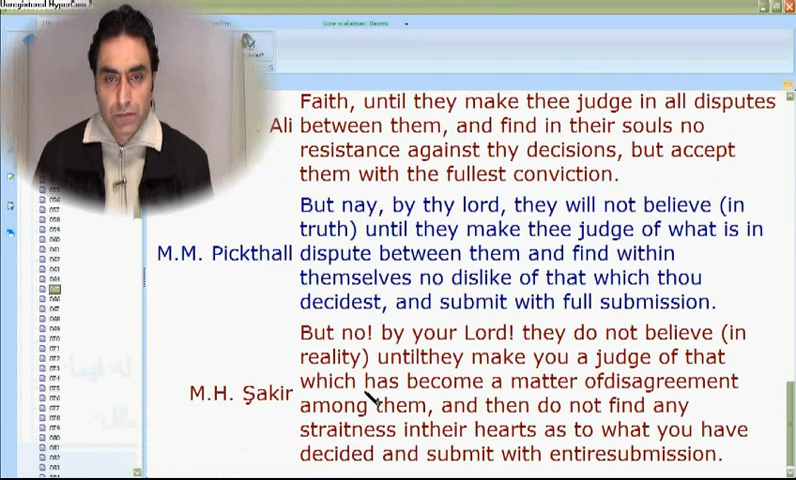 Unregistered HyperCam 2
Faith, until they make thee judge in all disputes
Ali between them, and find in their souls no
resistance against thy decisions, but accept
them with the fullest conviction.
But nay, by thy lord, they will not believe (in
truth) until they make thee judge of what is in
M.M. Pickthall dispute between them and find within
themselves no dislike of that which thou
decidest, and submit with full submission.
But no! by your Lord! they do not believe (in
reality) untilthey make you a judge of that
which has become a matter ofdisagreement
M.H. Şakir among them, and then do not find any
straitness intheir hearts as to what you have
decided and submit with entiresubmission.